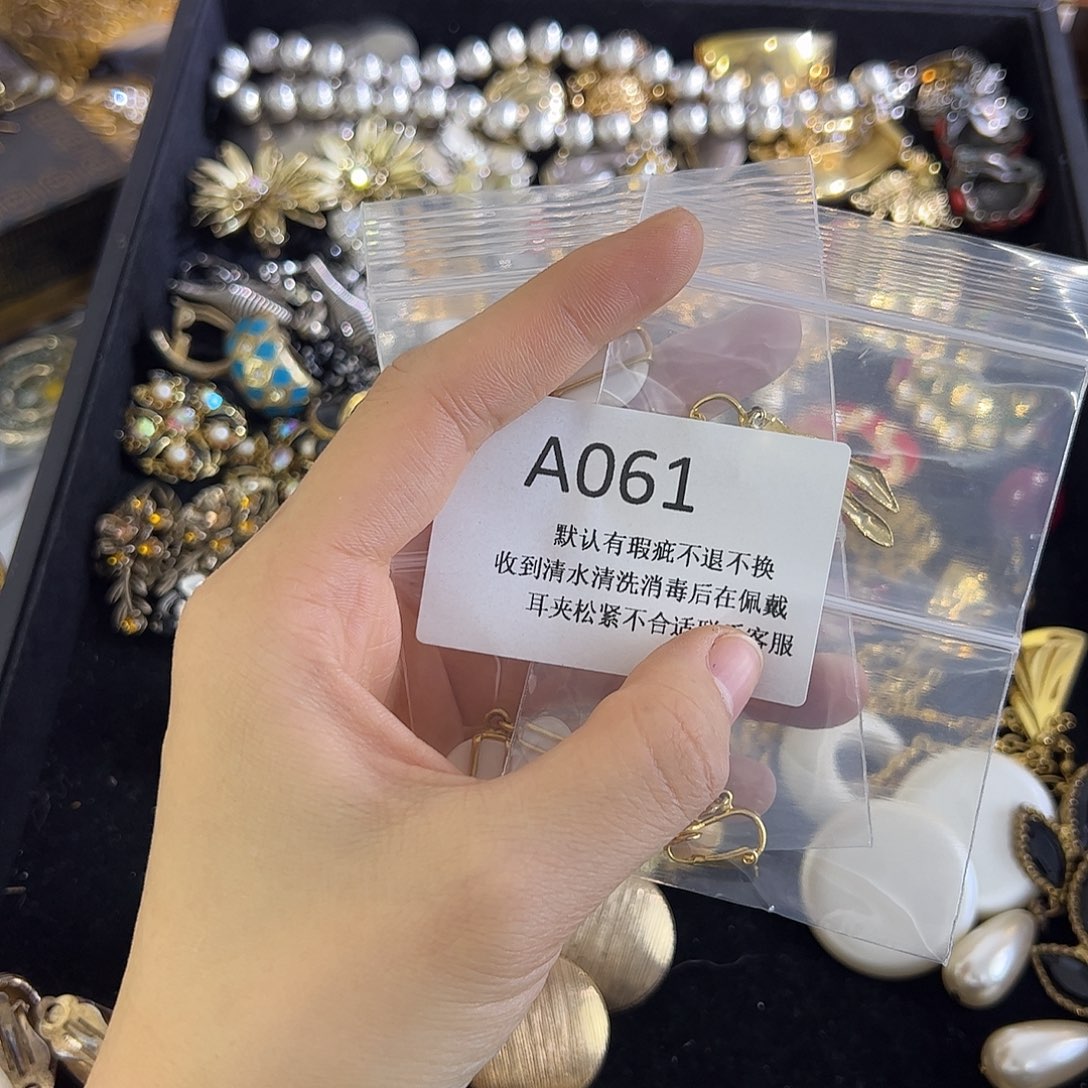 A061
默认有瑕疵不退不换
收到清水清洗消毒后在佩戴
耳夹松紧不合适客服